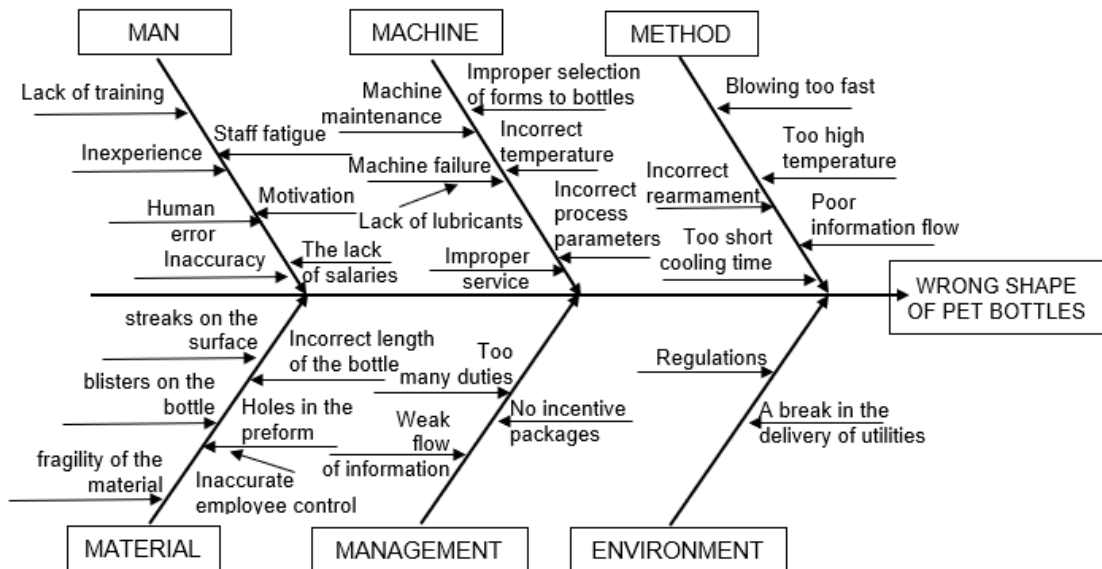 MAN
MACHINE
METHOD
Lack of training
Staff fatigue
Inexperience
Motivation
Human
error
Inaccuracy
The lack
of salaries
Machine
maintenance
Improper selection
of forms to bottles
Incorrect
temperature
Machine failure
Lack of lubricants
Incorrect
process
parameters
Improper
service
Blowing too fast
Too high
temperature
Incorrect
rearmament
Poor
information flow
Too short
cooling time
WRONG SHAPE
OF PET BOTTLES
streaks on the
surface
Incorrect length
of the bottle
blisters on the
bottle
Holes in the
preform
fragility of the
material
Inaccurate
employee control
Too
many duties
No incentive
packages
Weak
flow
of information
Regulations
A break in the
delivery of utilities
MATERIAL
MANAGEMENT
ENVIRONMENT